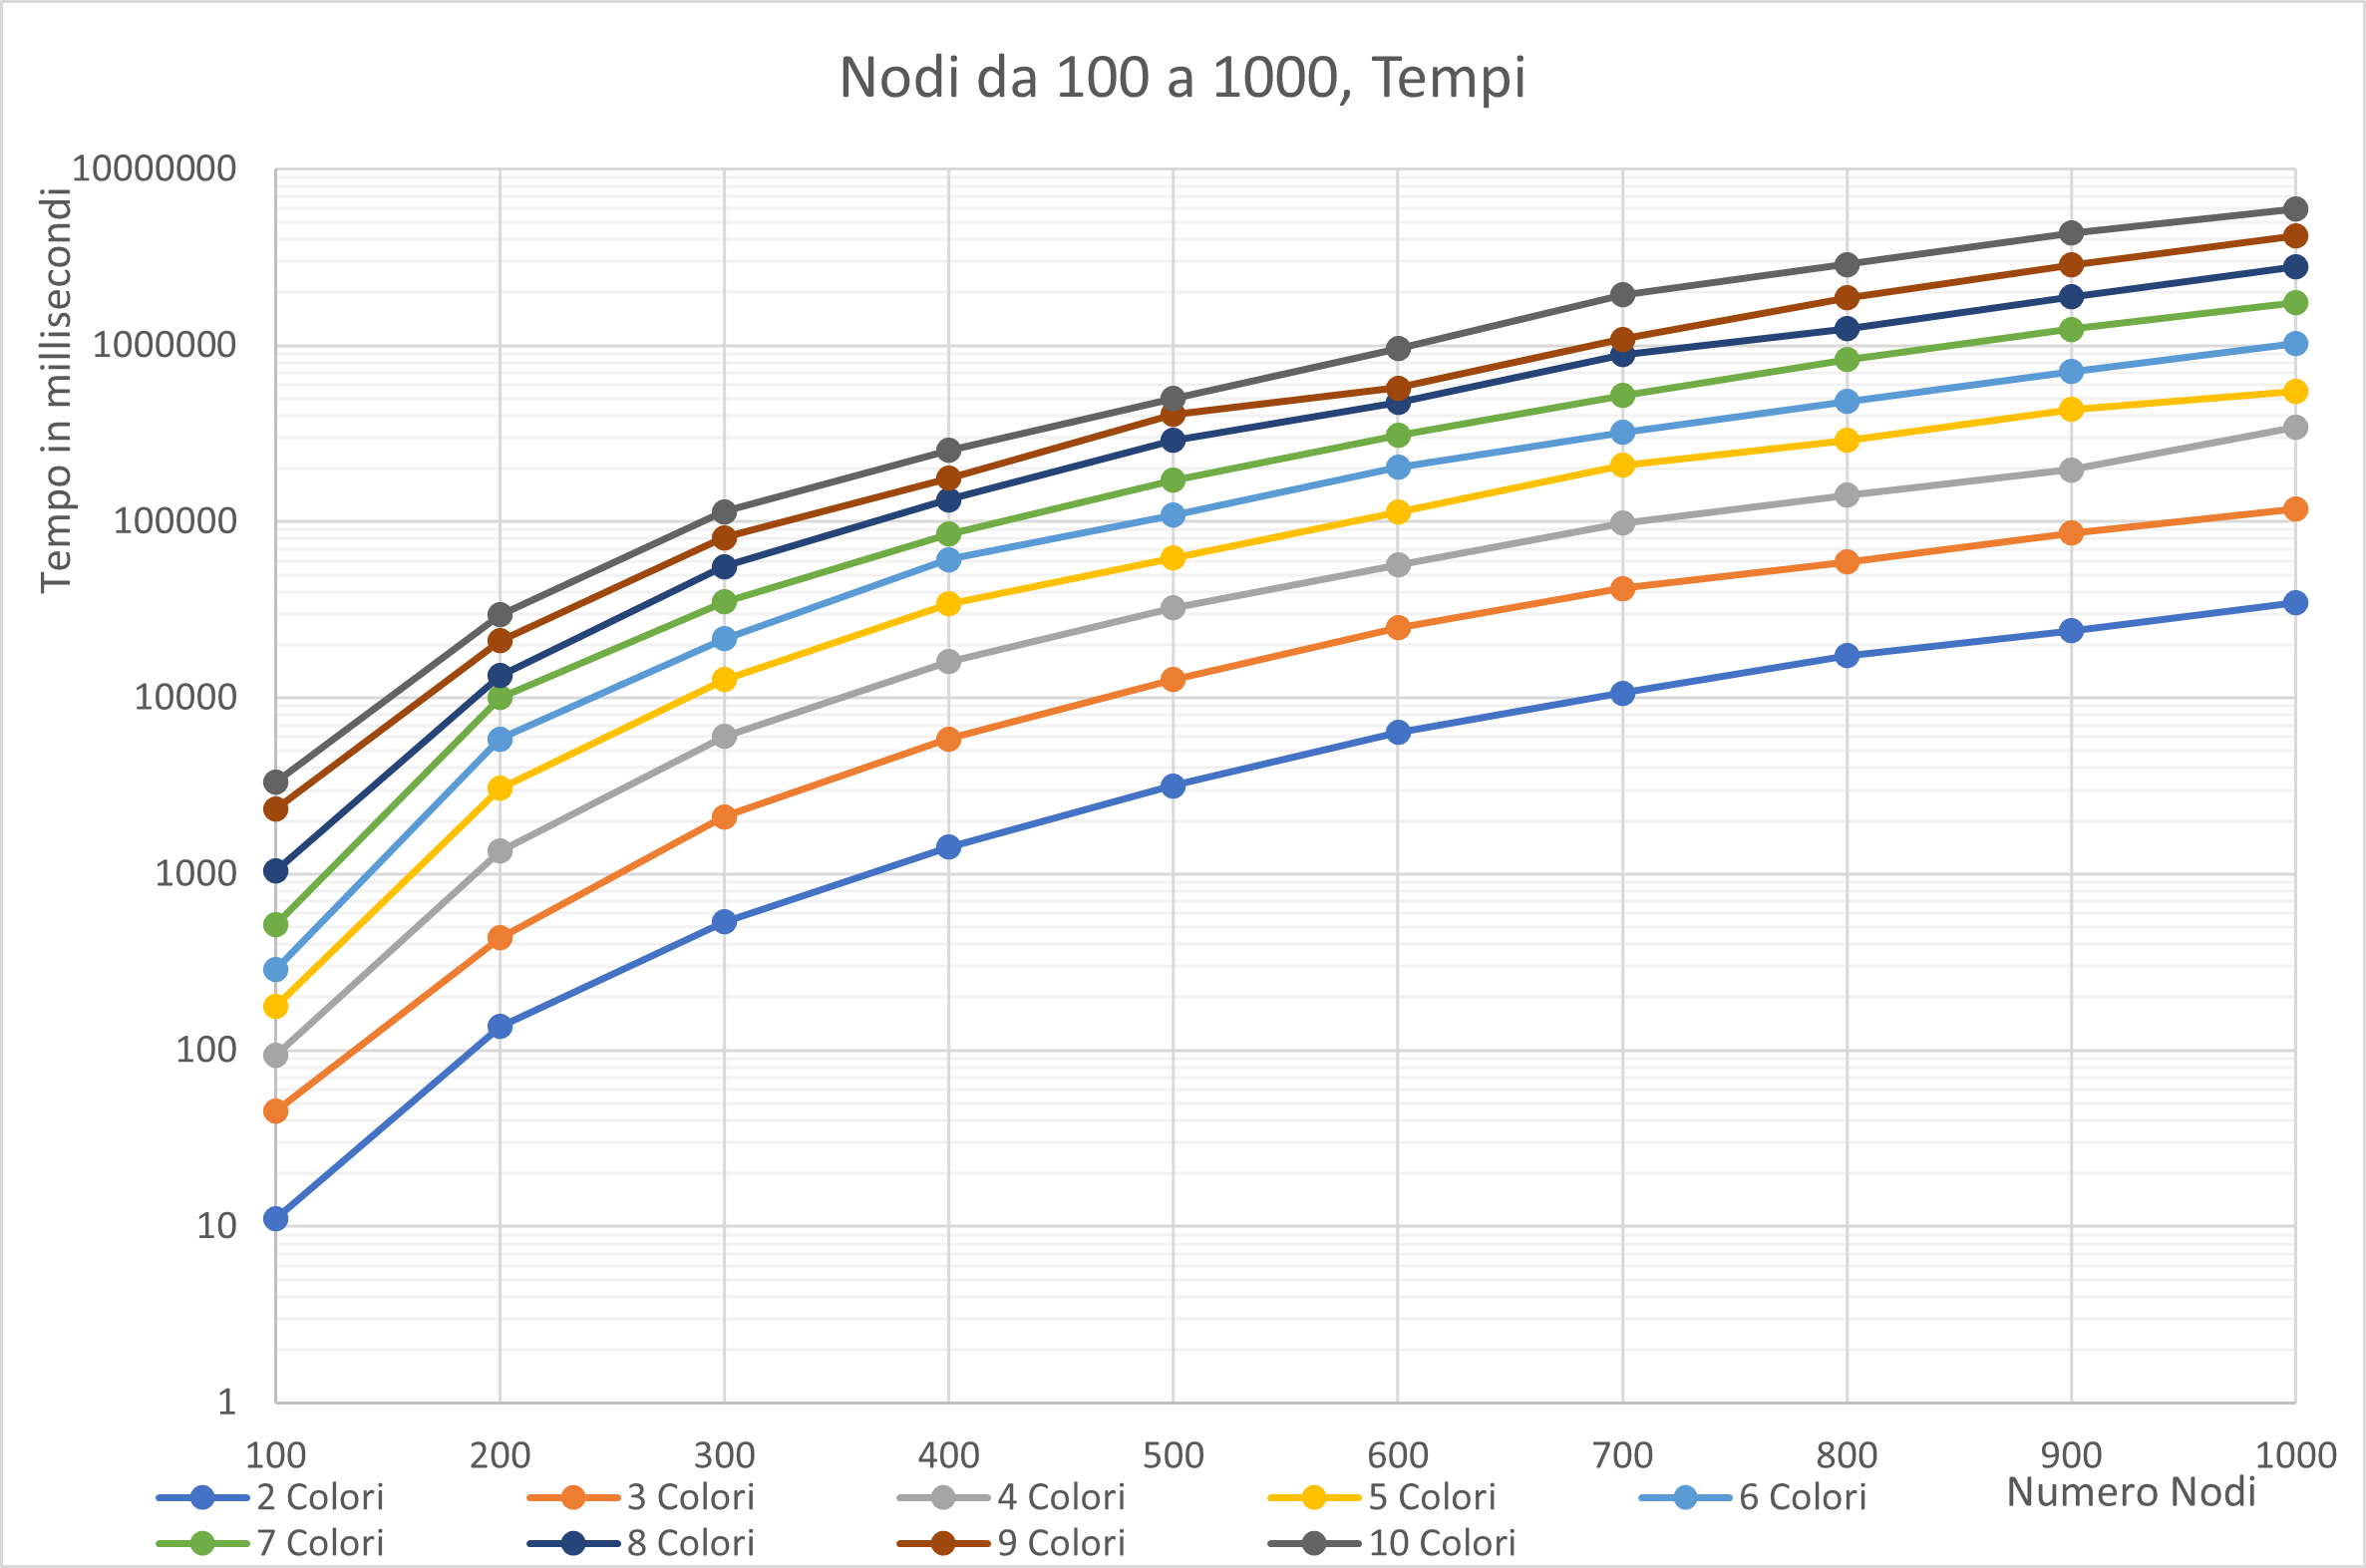 Nodi da 100 a 1000, Tempi
Tempo in milliisecondi
10000000
1000000
100000
10000
1000
100
10
1
100 200 300 400 500 600 700 800 900 1000
Numero Nodi
2 Colori 3 Colori 4 Colori 5 Colori 6 Colori
7 Colori 8 Colori 9 Colori 10 Colori